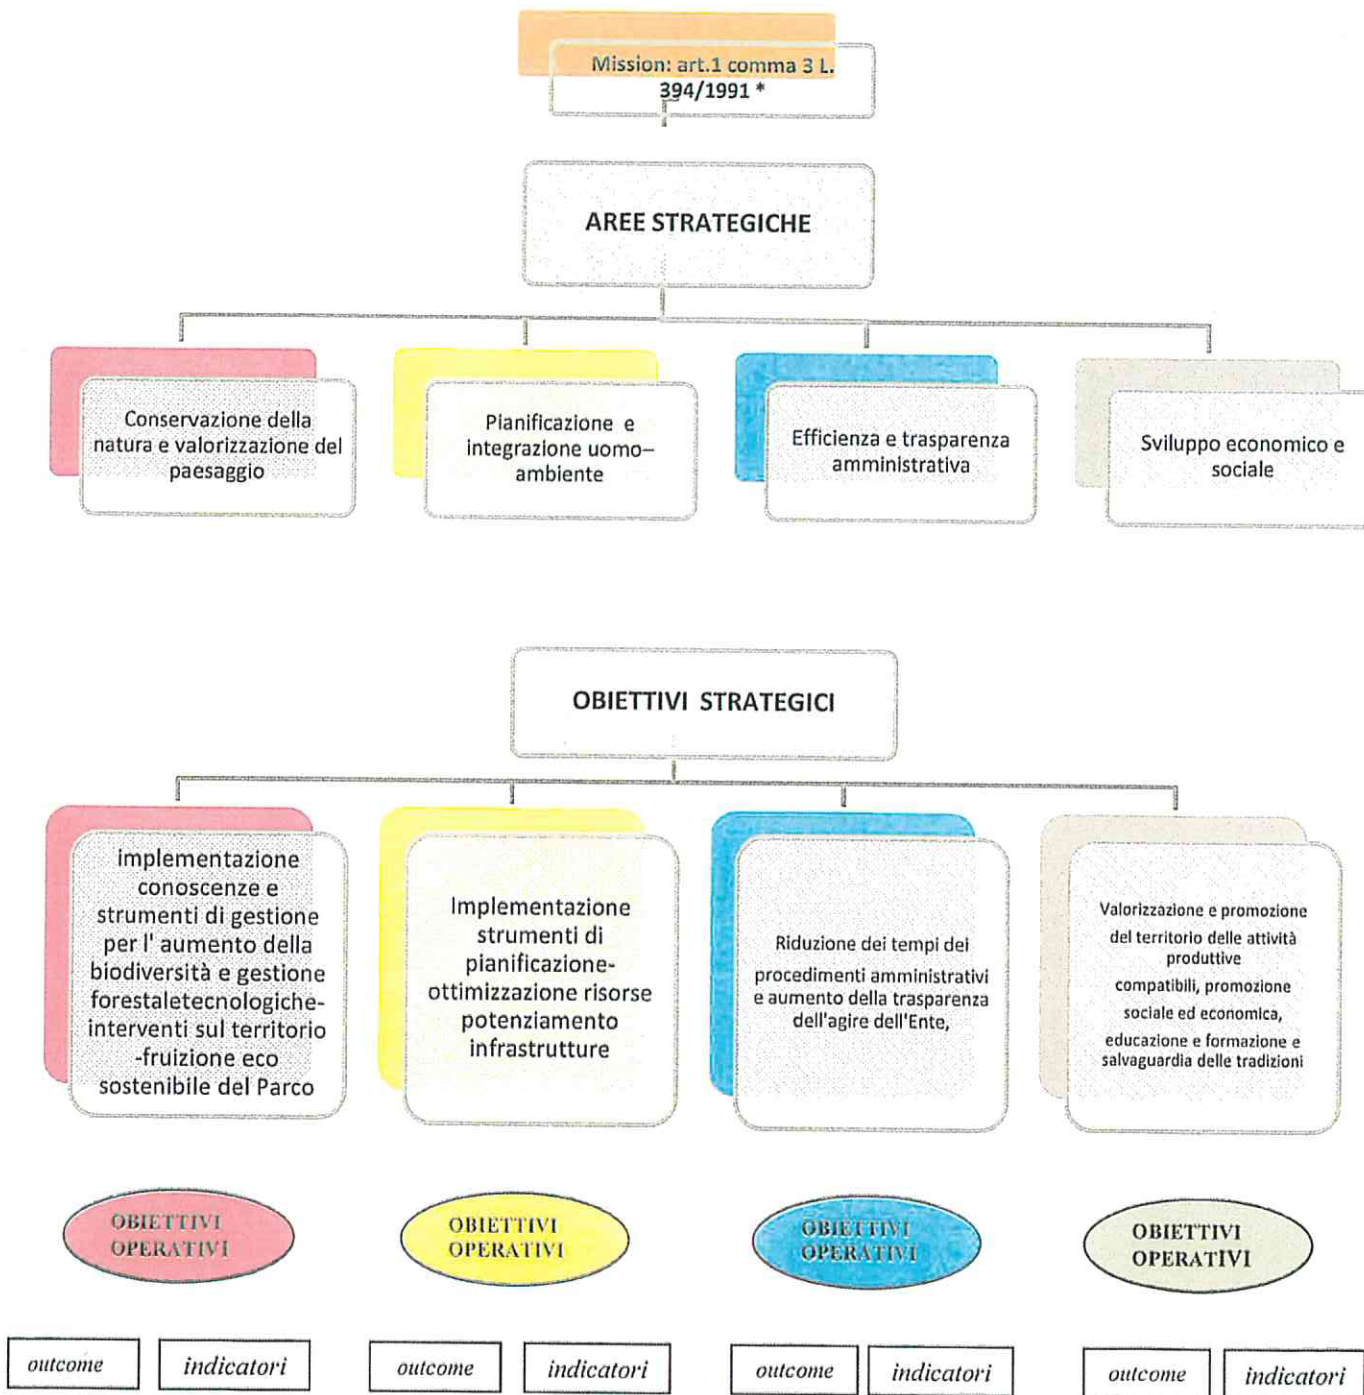 Mission: art.1 comma 3 L.
394/1991 *
AREE STRATEGICHE
Conservazione della
natura e valorizzazione del
paesaggio
Pianificazione e
integrazione uomo–
ambiente
Efficienza e trasparenza
amministrativa
Sviluppo economico e
sociale
OBIETTIVI STRATEGICI
implementazione
conoscenze e
strumenti di gestione
per l' aumento della
biodiversità e gestione
forestaletecnologiche-
interventi sul territorio
-fruizione eco
sostenibile del Parco
Implementazione
strumenti di
pianificazione-
ottimizzazione risorse
potenziamento
infrastrutture
Riduzione dei tempi dei
procedimenti amministrativi
e aumento della trasparenza
dell'agire dell'Ente,
Valorizzazione e promozione
del territorio delle attività
produttive
compatibili, promozione
sociale ed economica,
educazione e formazione e
salvaguardia delle tradizioni
OBIETTIVI
OPERATIVI
OBIETTIVI
OPERATIVI
OBIETTIVI
OPERATIVI
OBIETTIVI
OPERATIVI
outcome
indicatori
outcome
indicatori
outcome
indicatori
outcome
indicatori